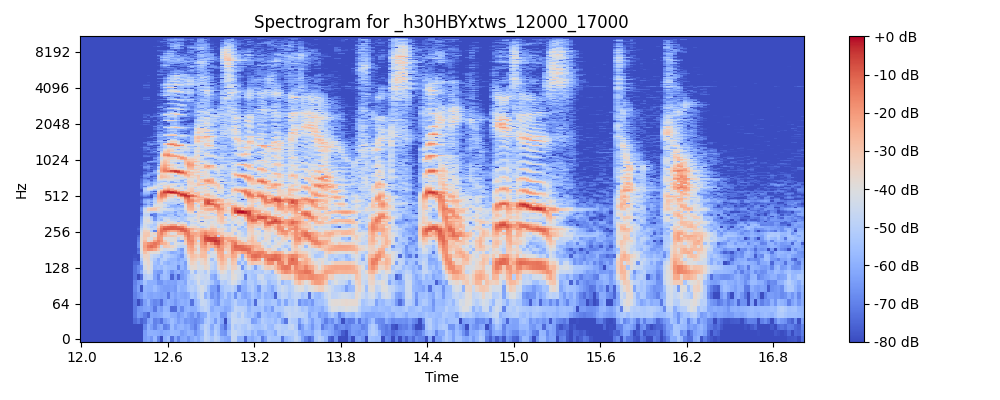 Spectrogram for _h30HBYxtws_12000_17000
8192
4096
2048
1024
512
256
128
64
0
Hz
12.0 12.6 13.2 13.8 14.4 15.0 15.6 16.2 16.8
Time
+0 dB
-10 dB
-20 dB
-30 dB
-40 dB
-50 dB
-60 dB
-70 dB
-80 dB